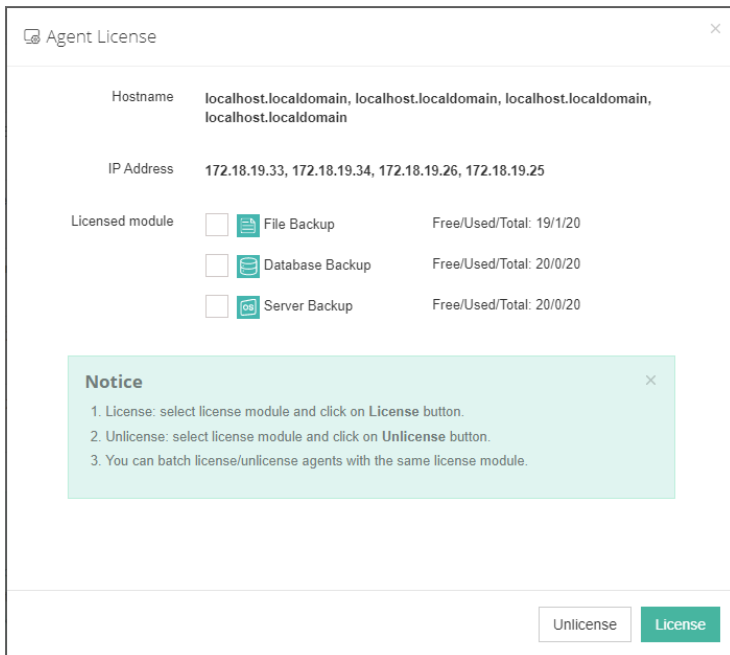 Agent License
Hostname localhost.localdomain, localhost.localdomain, localhost.localdomain,
localhost.localdomain
IP Address 172.18.19.33, 172.18.19.34, 172.18.19.26, 172.18.19.25
Licensed module File Backup Free/Used/Total: 19/1/20
Database Backup Free/Used/Total: 20/0/20
OS Server Backup Free/Used/Total: 20/0/20
Notice
1. License: select license module and click on License button.
2. Unlicense: select license module and click on Unlicense button.
3. You can batch license/unlicense agents with the same license module.
Unlicense License